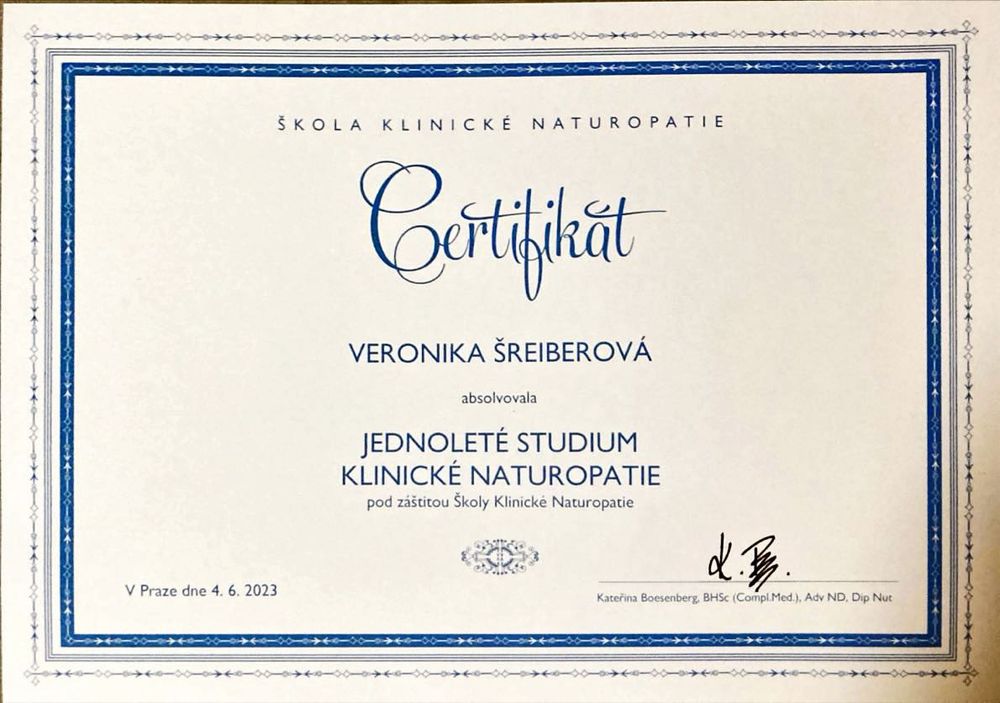 ŠKOLA KLINICKÉ NATUROPATIE
Certifikát
VERONIKA ŠREIBEROVÁ
absolvovala
JEDNOLETÉ STUDIUM
KLINICKÉ NATUROPATIE
pod záštitou Školy Klinické Naturopatie
V Praze dne 4. 6. 2023
K. B.
Kateřina Boesenberg, BHSc (Compl.Med.), Adv ND, Dip Nut